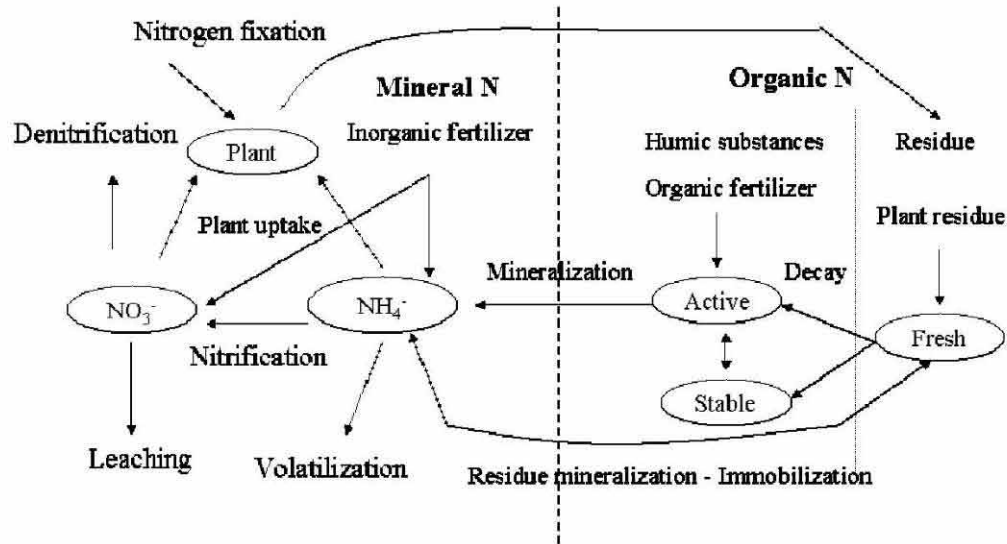 Nitrogen fixation
Mineral N
Organic N
Denitrification
Inorganic fertilizer
Plant
Humic substances
Residue
Organic fertilizer
Plant uptake
Plant residue
Mineralization
Decay
NO₃⁻
NH₄⁻
Active
Fresh
Nitrification
Stable
Leaching
Volatilization
Residue mineralization - Immobilization